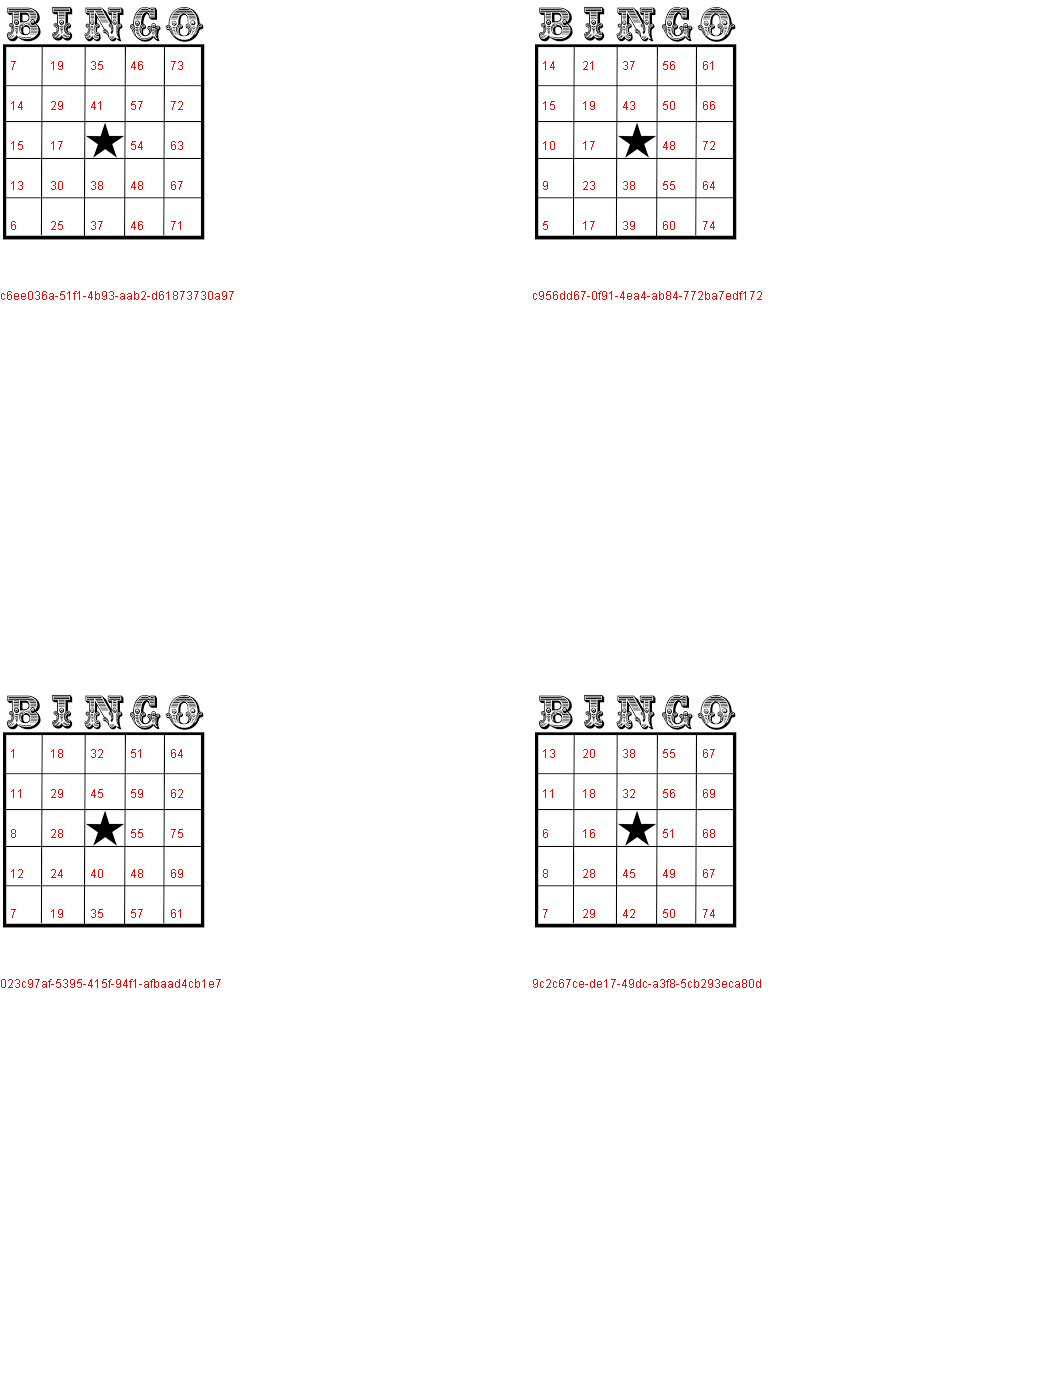 BINGO BINGO
7 19 35 46 73 14 21 37 56 61
14 29 41 57 72 15 19 43 50 66
15 17 54 63 10 17 48 72
13 30 38 48 67 9 23 38 55 64
6 25 37 46 71 5 17 39 60 74
c6ee036a-51f1-4b93-aab2-d61873730a97 c956dd67-0f91-4ea4-ab84-772ba7edf172
BINGO BINGO
1 18 32 51 64 13 20 38 55 67
11 29 45 59 62 11 18 32 56 69
8 28 55 75 6 16 51 68
12 24 40 48 69 8 28 45 49 67
7 19 35 57 61 7 29 42 50 74
023c97af-5395-415f-94f1-afbaad4cb1e7 9c2c67ce-de17-49dc-a3f8-5cb293eca80d